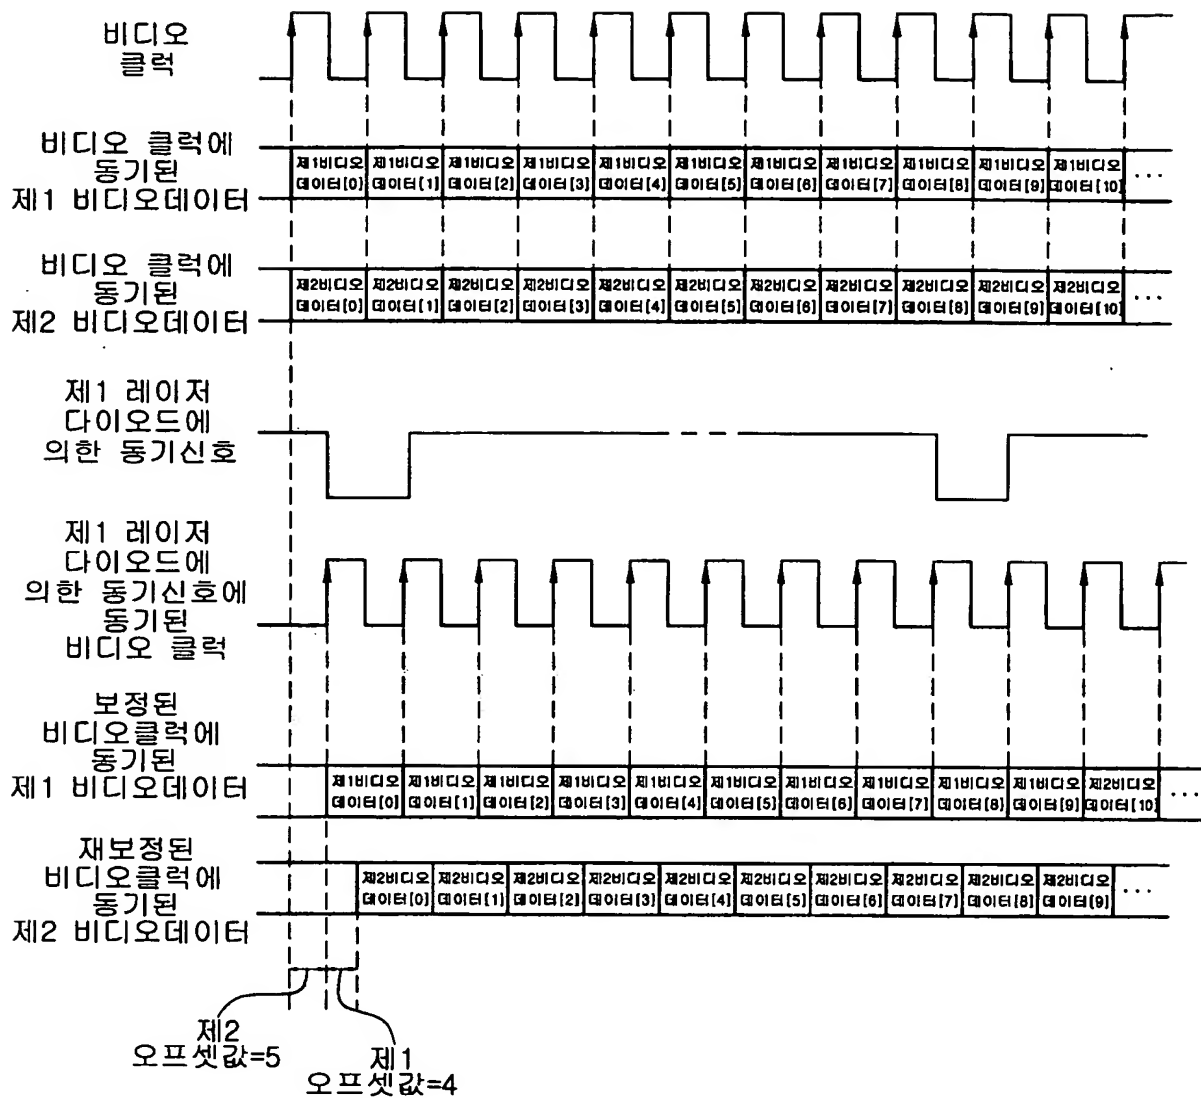 비디오
클럭
비디오 클럭에
동기된
제1 비디오데이터
제1비디오 제1비디오 제1비디오 제1비디오 제1비디오 제1비디오 제1비디오 제1비디오 제1비디오 제1비디오 제1비디오
데이터[0] 데이터[1] 데이터[2] 데이터[3] 데이터[4] 데이터[5] 데이터[6] 데이터[7] 데이터[8] 데이터[9] 데이터[10] ...
비디오 클럭에
동기된
제2 비디오데이터
제2비디오 제2비디오 제2비디오 제2비디오 제2비디오 제2비디오 제2비디오 제2비디오 제2비디오 제2비디오 제2비디오
데이터[0] 데이터[1] 데이터[2] 데이터[3] 데이터[4] 데이터[5] 데이터[6] 데이터[7] 데이터[8] 데이터[9] 데이터[10] ...
제1 레이저
다이오드에
의한 동기신호
제1 레이저
다이오드에
의한 동기신호에
동기된
비디오 클럭
보정된
비디오클럭에
동기된
제1 비디오데이터
제1비디오 제1비디오 제1비디오 제1비디오 제1비디오 제1비디오 제1비디오 제1비디오 제1비디오 제1비디오 제2비디오
데이터[0] 데이터[1] 데이터[2] 데이터[3] 데이터[4] 데이터[5] 데이터[6] 데이터[7] 데이터[8] 데이터[9] 데이터[10] ...
재보정된
비디오클럭에
동기된
제2 비디오데이터
제2비디오 제2비디오 제2비디오 제2비디오 제2비디오 제2비디오 제2비디오 제2비디오 제2비디오 제2비디오
데이터[0] 데이터[1] 데이터[2] 데이터[3] 데이터[4] 데이터[5] 데이터[6] 데이터[7] 데이터[8] 데이터[9] ...
제2
오프셋값=5
제1
오프셋값=4